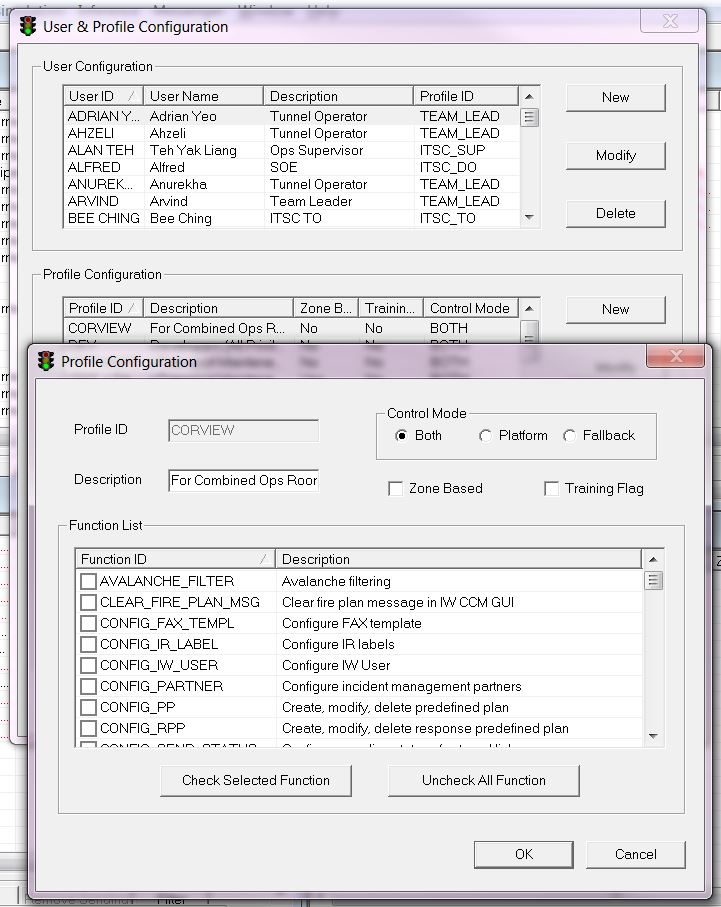 User & Profile Configuration
User Configuration
User ID User Name Description Profile ID
ADRIAN Y... Adrian Yeo Tunnel Operator TEAM_LEAD
AHZELI Ahzeli Tunnel Operator TEAM_LEAD
ALAN TEH Teh Yak Liang Ops Supervisor ITSC_SUP
ALFRED Alfred SOE ITSC_DO
ANUREK... Anurekha Tunnel Operator TEAM_LEAD
ARVIND Arvind Team Leader TEAM_LEAD
BEE CHING Bee Ching ITSC TO ITSC_TO
New
Modify
Delete
Profile Configuration
Profile ID Description Zone B... Trainin... Control Mode
CORVIEW For Combined Ops R... No No BOTH
New
Profile Configuration
Profile ID CORVIEW
Control Mode
Both Platform Fallback
Description For Combined Ops Roor
Zone Based Training Flag
Function List
Function ID Description
AVALANCHE_FILTER Avalanche filtering
CLEAR_FIRE_PLAN_MSG Clear fire plan message in IW CCM GUI
CONFIG_FAX_TEMPL Configure FAX template
CONFIG_IR_LABEL Configure IR labels
CONFIG_IW_USER Configure IW User
CONFIG_PARTNER Configure incident management partners
CONFIG_PP Create, modify, delete predefined plan
CONFIG_RPP Create, modify, delete response predefined plan
Check Selected Function Uncheck All Function
OK Cancel